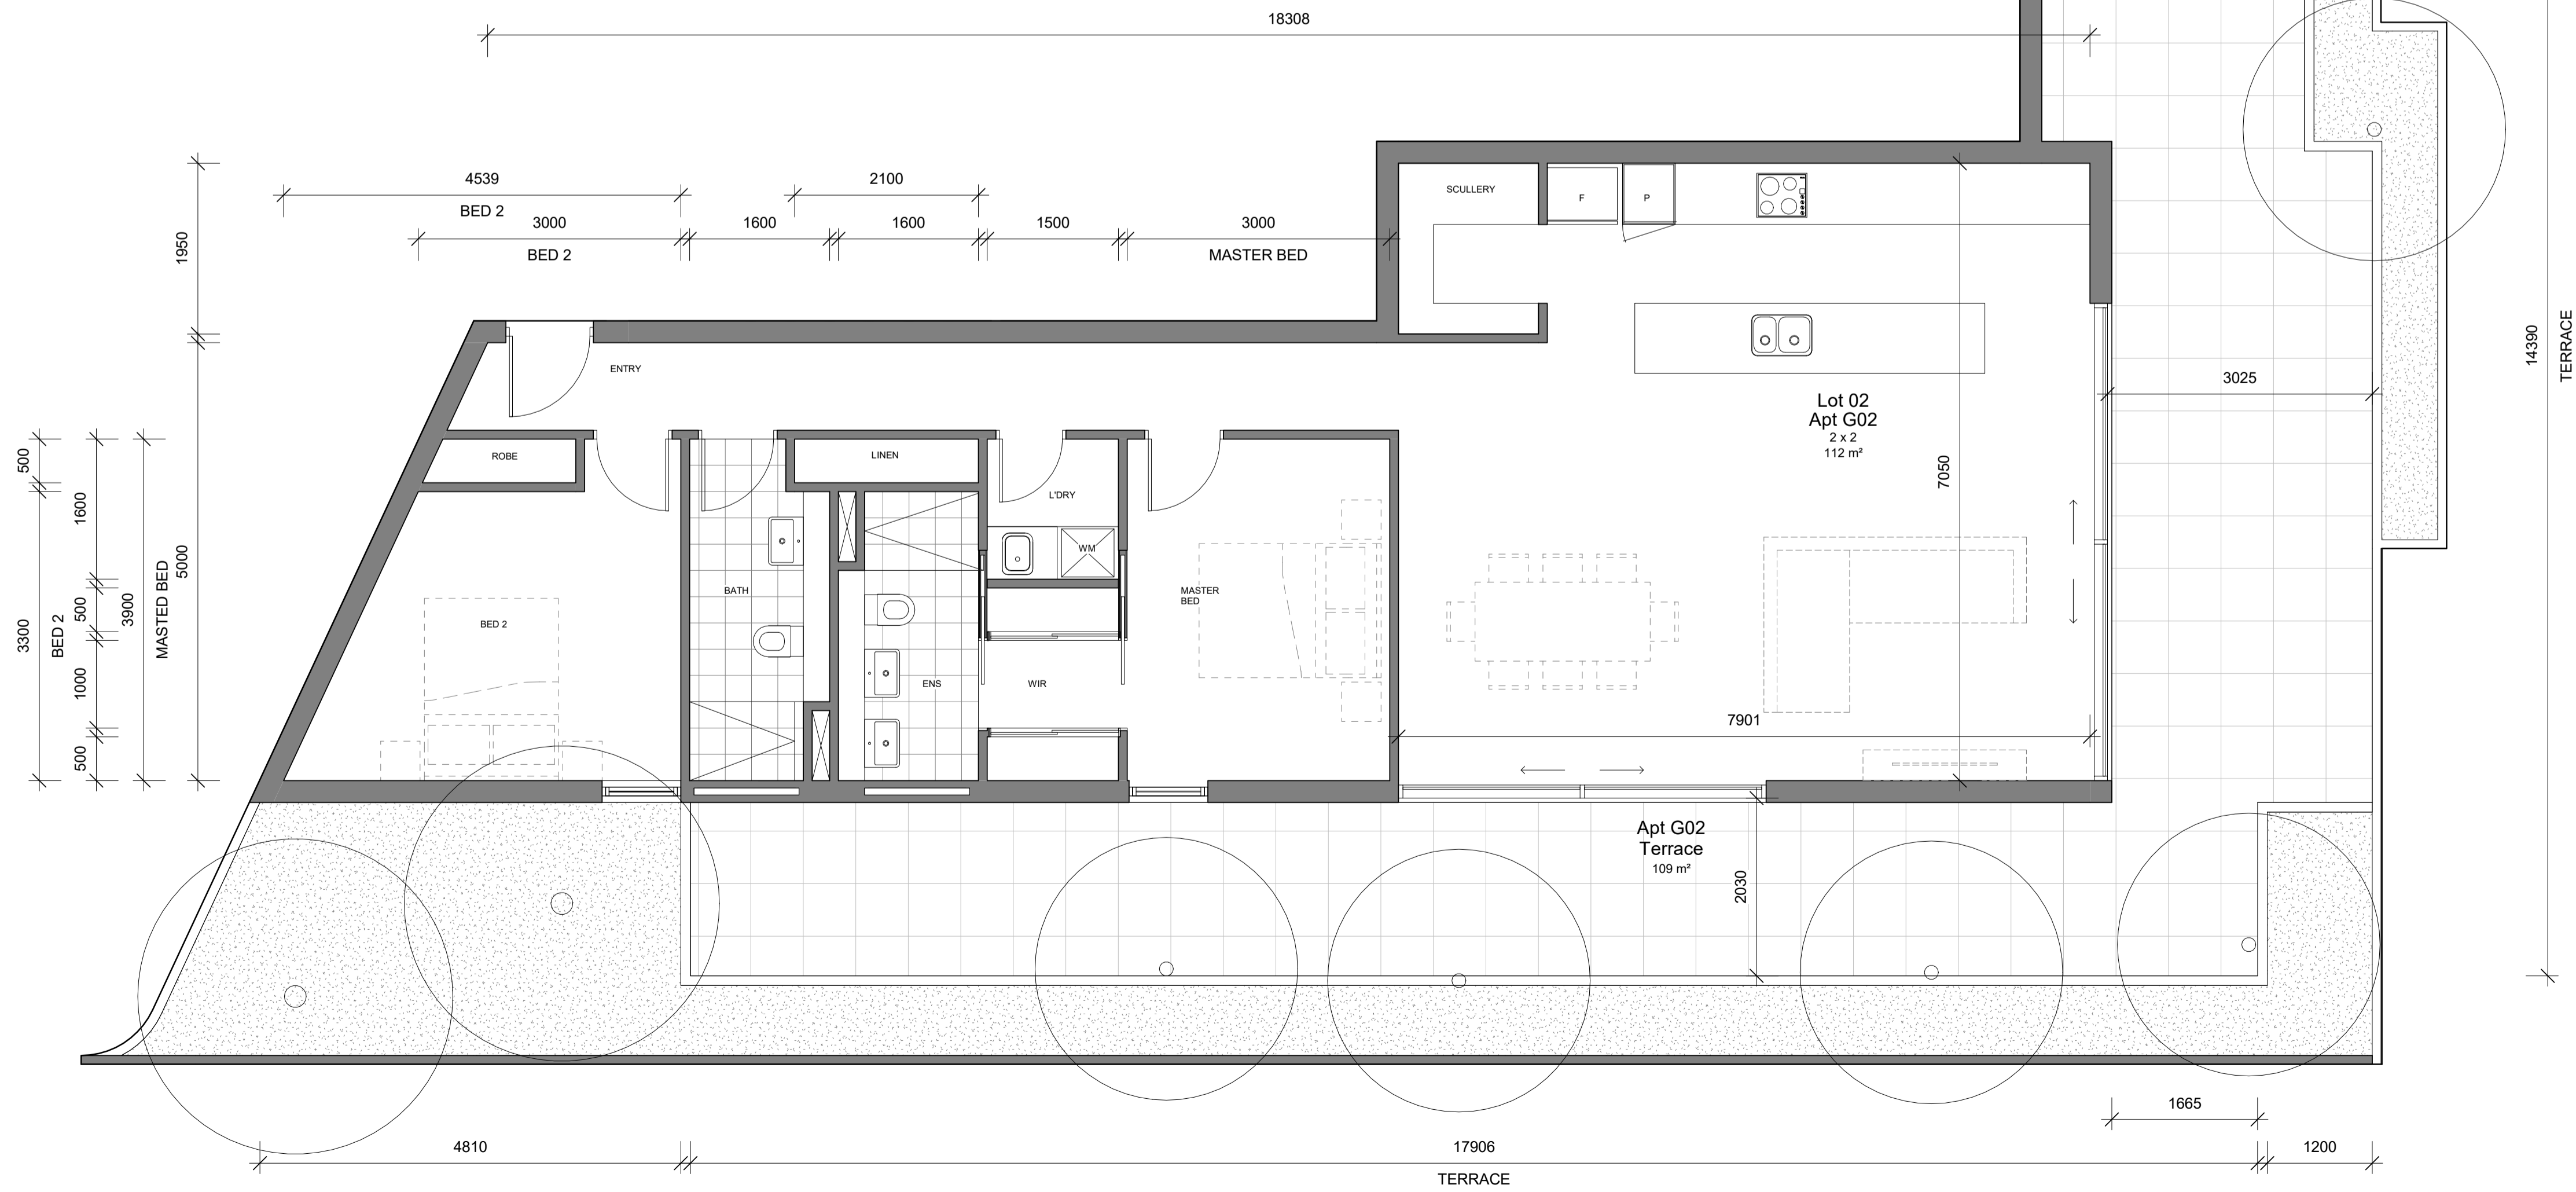 18308
4539
BED 2
2100
3000
BED 2
1600
1600
1500
3000
MASTER BED
1950
SCULLERY
F
P
14390
TERRACE
3025
ENTRY
Lot 02
Apt G02
2 x 2
112 m²
7050
500
1600
5000
ROBE
LINEN
L'DRY
WM
3300
BED 2
500
3900
MASTED BED
1000
500
BATH
BED 2
MASTER
BED
ENS
WIR
7901
Apt G02
Terrace
109 m²
2030
1665
4810
17906
TERRACE
1200